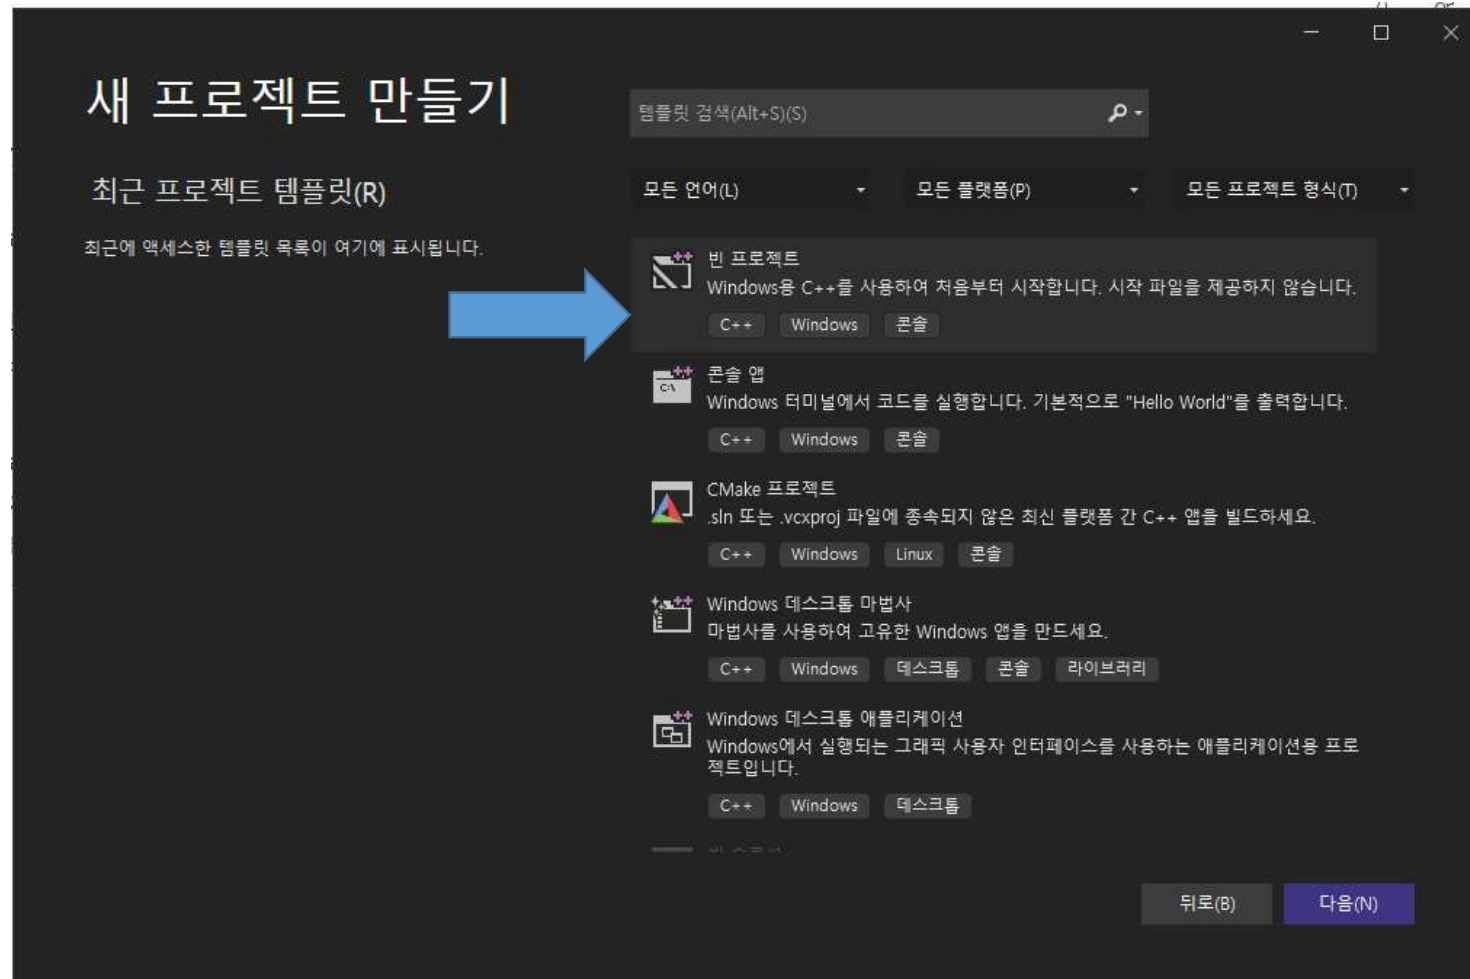 새 프로젝트 만들기
템플릿 검색(Alt+S)(S)
최근 프로젝트 템플릿(R)
모든 언어(L)
모든 플랫폼(P)
모든 프로젝트 형식(T)
최근에 액세스한 템플릿 목록이 여기에 표시됩니다.
빈 프로젝트
Windows용 C++를 사용하여 처음부터 시작합니다. 시작 파일을 제공하지 않습니다.
C++ Windows 콘솔
콘솔 앱
Windows 터미널에서 코드를 실행합니다. 기본적으로 "Hello World"를 출력합니다.
C++ Windows 콘솔
CMake 프로젝트
.sln 또는 .vcxproj 파일에 종속되지 않은 최신 플랫폼 간 C++ 앱을 빌드하세요.
C++ Windows Linux 콘솔
Windows 데스크톱 마법사
마법사를 사용하여 고유한 Windows 앱을 만드세요.
C++ Windows 데스크톱 콘솔 라이브러리
Windows 데스크톱 애플리케이션
Windows에서 실행되는 그래픽 사용자 인터페이스를 사용하는 애플리케이션용 프로
젝트입니다.
C++ Windows 데스크톱
뒤로(B)
다음(N)